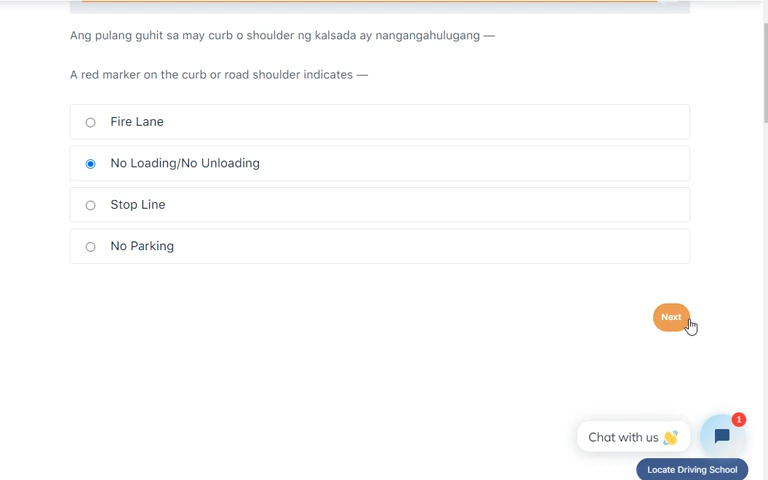 Ang pulang guhit sa may curb o shoulder ng kalsada ay nangangahulugang —
A red marker on the curb or road shoulder indicates —
Fire Lane
No Loading/No Unloading
Stop Line
No Parking
Next
1
Chat with us 👋
Locate Driving School